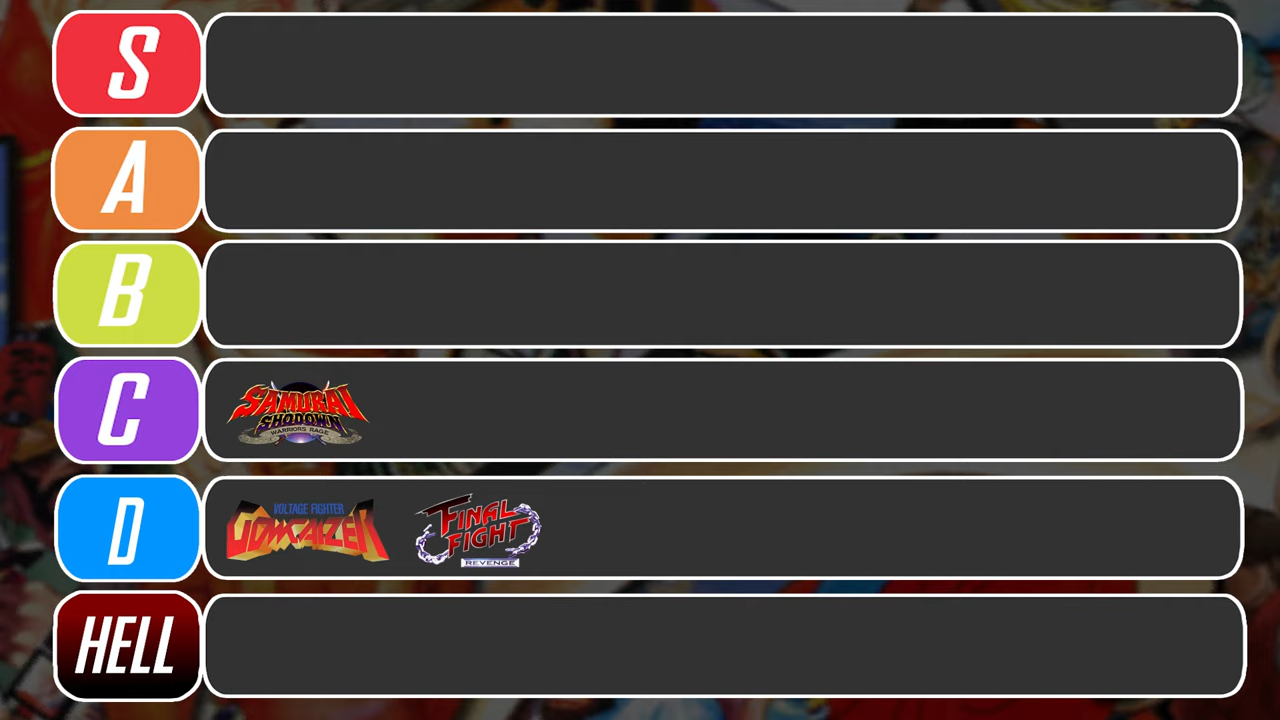 S
A
B
C
SAMURAI
SHODOWN
WARRIORS RAGE
D
VOLTAGE FIGHTER
GOWCAIZER
FINAL
FIGHT
REVENGE
HELL